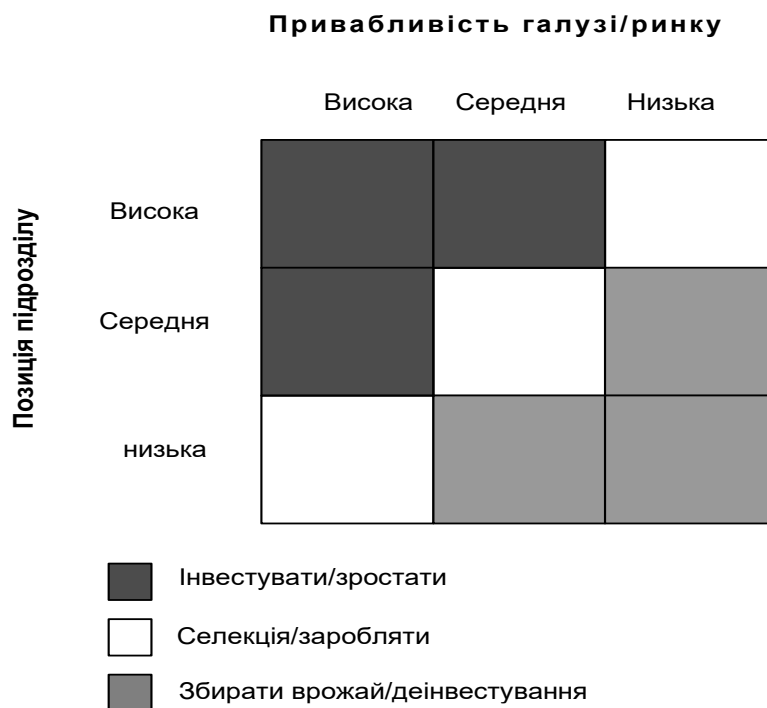 Привабливість галузі/ринку
Висока Середня Низька
Позиція підрозділу
Висока
Середня
низька
Інвестувати/зростати
Селекція/заробляти
Збирати врожай/деінвестування